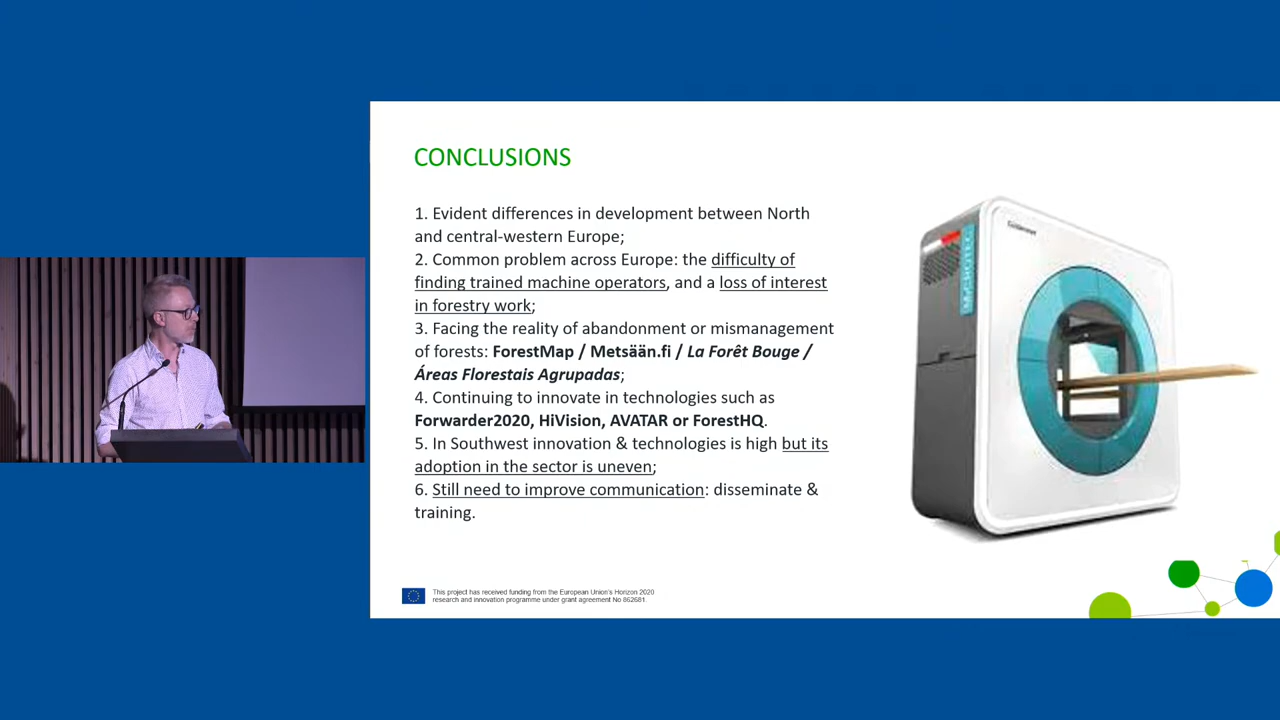 CONCLUSIONS
1. Evident differences in development between North
and central-western Europe;
2. Common problem across Europe: the difficulty of
finding trained machine operators, and a loss of interest
in forestry work;
3. Facing the reality of abandonment or mismanagement
of forests: ForestMap / Metsään.fi / La Forêt Bouge /
Áreas Florestais Agrupadas;
4. Continuing to innovate in technologies such as
Forwarder2020, HiVision, AVATAR or ForestHQ.
5. In Southwest innovation & technologies is high but its
adoption in the sector is uneven;
6. Still need to improve communication: disseminate &
training.
MiCROTEC
This project has received funding from the European Union's Horizon 2020
research and innovation programme under grant agreement No 862681.